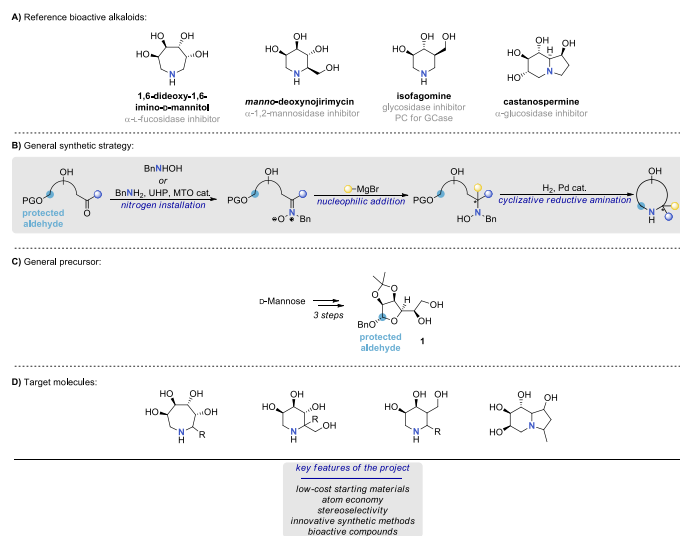 A) Reference bioactive alkaloids:
OH
HO
OH
HO
N
H
1,6-dideoxy-1,6-
imino-D-mannitol
α-L-fucosidase inhibitor
OH
HO
OH
N
H
OH
manno-deoxynojirimycin
α-1,2-mannosidase inhibitor
OH
HO
OH
N
H
isofagomine
glycosidase inhibitor
PC for GCase
OH
HO
H
OH
HO
N
castanospermine
α-glucosidase inhibitor
B) General synthetic strategy:
OH
PGO
O
protected
aldehyde
BnNHOH
or
BnNH2, UHP, MTO cat.
nitrogen installation
OH
PGO
N
O
Bn
MgBr
nucleophilic addition
OH
PGO
*
HO
N
Bn
H2, Pd cat.
cyclizative reductive amination
OH
HN
*
C) General precursor:
D-Mannose
3 steps
O
O
H
OH
BnO
O
OH
protected
aldehyde
1
D) Target molecules:
OH
HO
OH
HO
N
H
R
OH
HO
OH
R
N
H
OH
OH
HO
OH
N
H
R
OH
HO
OH
HO
N
key features of the project
low-cost starting materials
atom economy
stereoselectivity
innovative synthetic methods
bioactive compounds